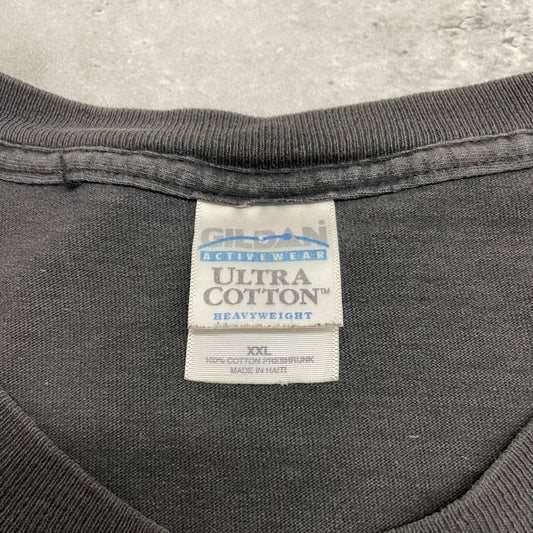 GILDAN
ACTIVEWEAR
ULTRA
COTTON™
HEAVYWEIGHT
XXL
100% COTTON PRESHRUNK
MADE IN HAITI